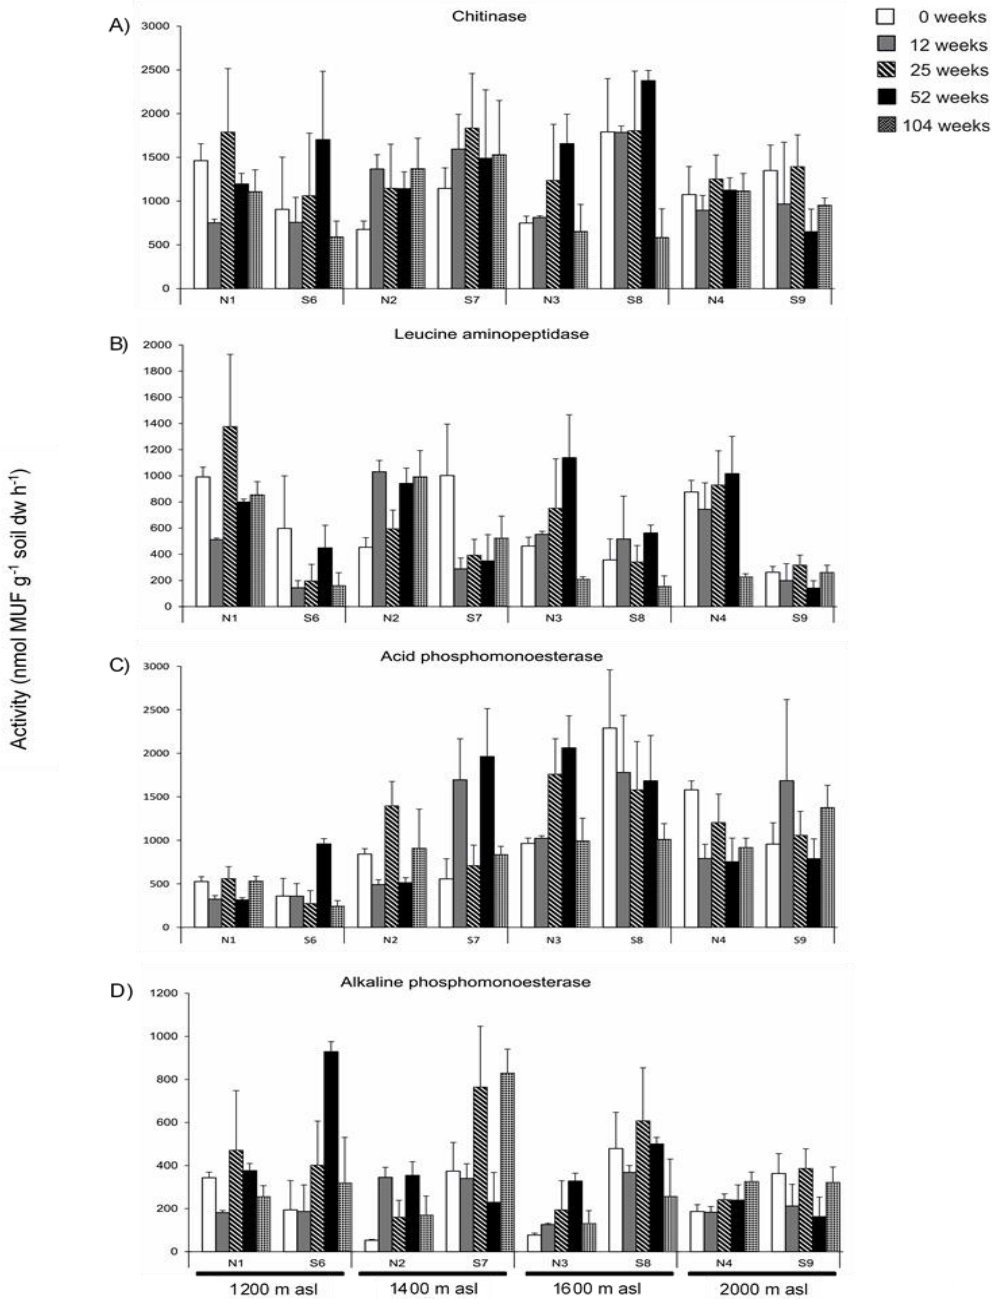 A)
Chitinase
0 weeks
12 weeks
25 weeks
52 weeks
104 weeks
3000
2500
2000
1500
1000
500
0
N1 S6 N2 S7 N3 S8 N4 S9
B)
Leucine aminopeptidase
2000
1800
1600
1400
1200
1000
800
600
400
200
0
N1 S6 N2 S7 N3 S8 N4 S9
Activity (nmol MUF g⁻¹ soil dw h⁻¹)
C)
Acid phosphomonoesterase
3000
2500
2000
1500
1000
500
0
N1 S6 N2 S7 N3 S8 N4 S9
D)
Alkaline phosphomonoesterase
1200
1000
800
600
400
200
0
N1 S6 N2 S7 N3 S8 N4 S9
1200 m asl 1400 m asl 1600 m asl 2000 m asl